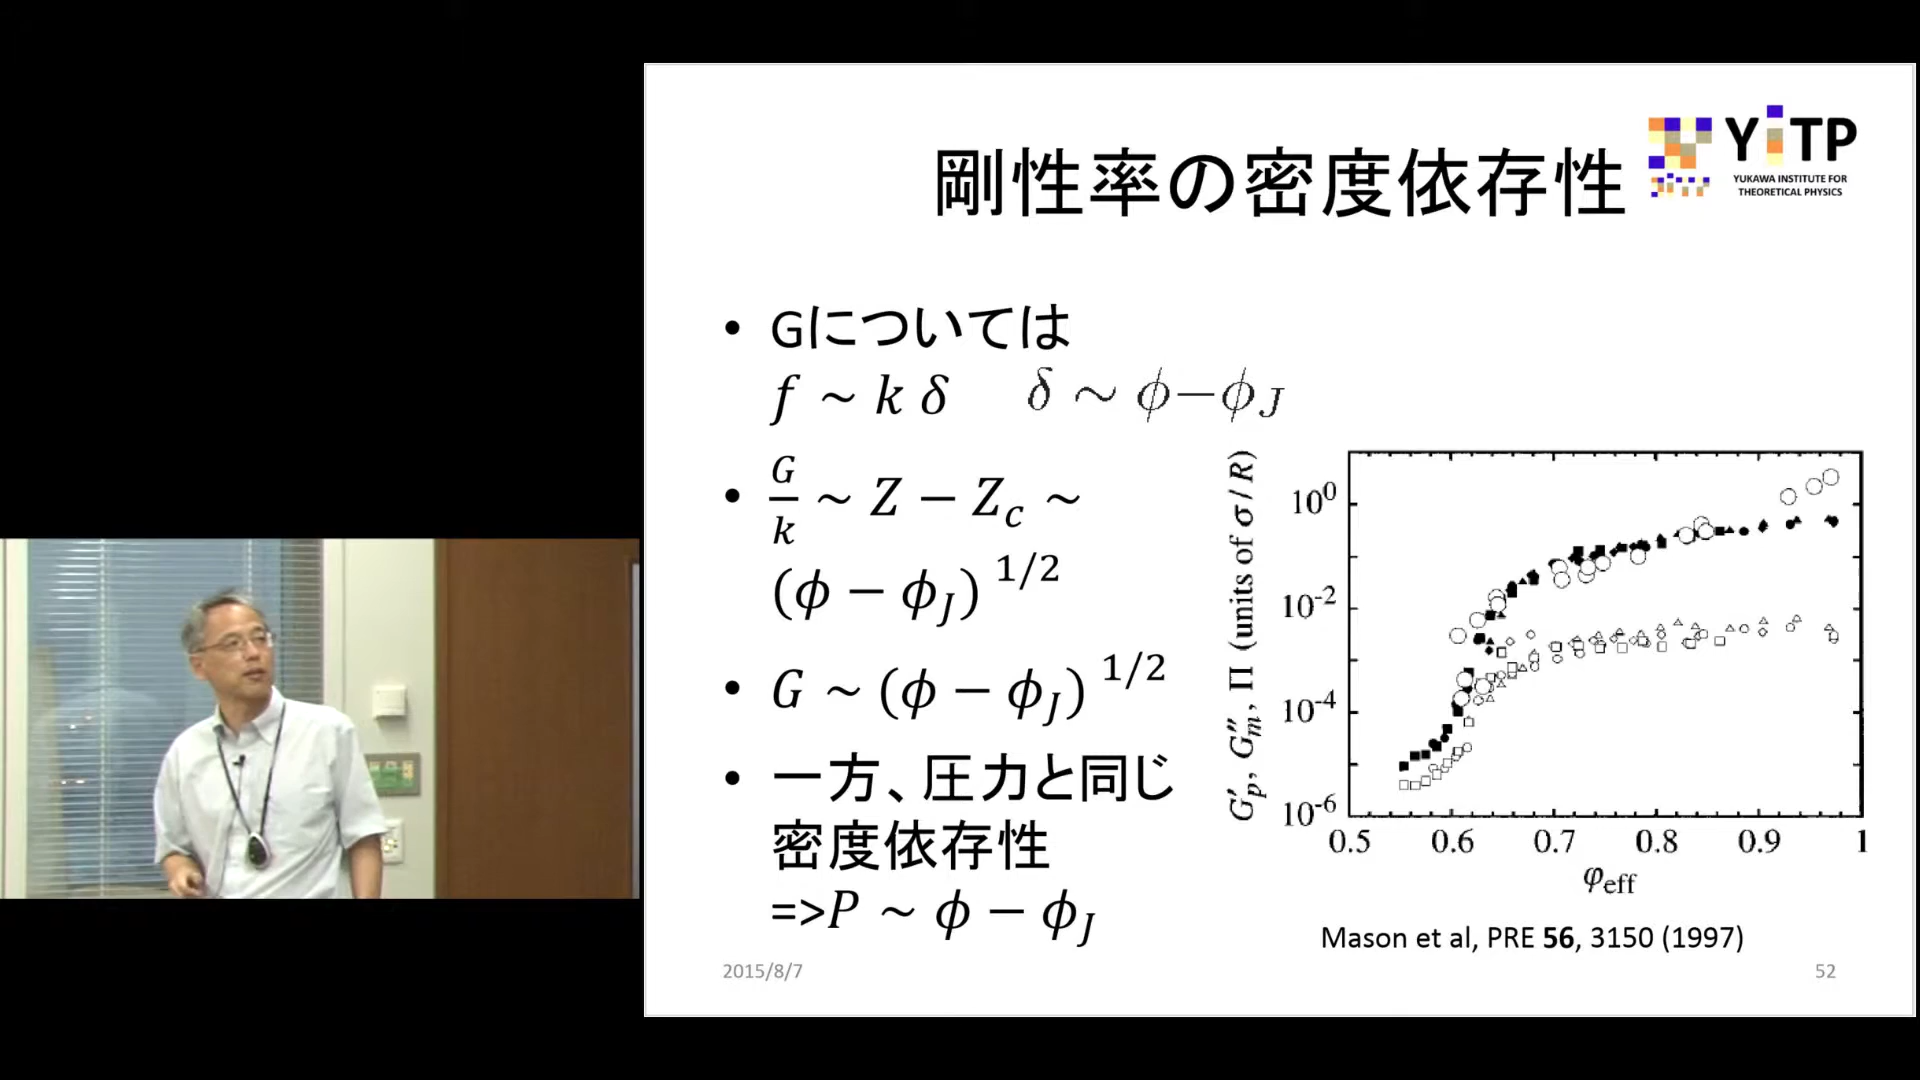 剛性率の密度依存性
YiTP
YUKAWA INSTITUTE FOR
THEORETICAL PHYSICS
• Gについては
f ~ k δ δ ~ ϕ−ϕ_J
• G/k ~ Z − Z_c ~
(ϕ − ϕ_J)^{1/2}
• G ~ (ϕ − ϕ_J)^{1/2}
• 一方、圧力と同じ
密度依存性
=>P ~ ϕ − ϕ_J
G'_p, G''_m, Π (units of σ/R)
10^0
10^-2
10^-4
10^-6
0.5 0.6 0.7 0.8 0.9 1
φ_eff
Mason et al, PRE 56, 3150 (1997)
2015/8/7
52